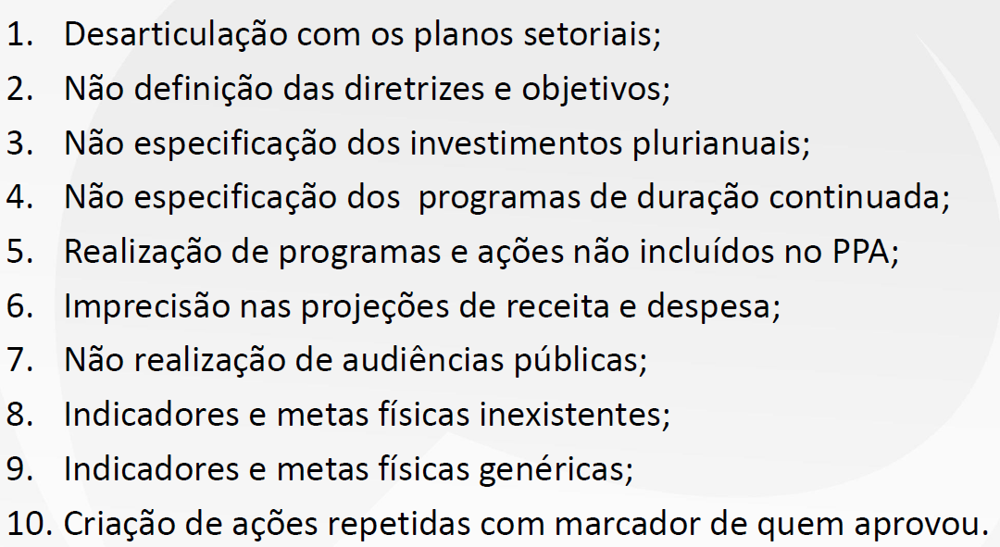 1. Desarticulação com os planos setoriais;
2. Não definição das diretrizes e objetivos;
3. Não especificação dos investimentos plurianuais;
4. Não especificação dos programas de duração continuada;
5. Realização de programas e ações não incluídos no PPA;
6. Imprecisão nas projeções de receita e despesa;
7. Não realização de audiências públicas;
8. Indicadores e metas físicas inexistentes;
9. Indicadores e metas físicas genéricas;
10. Criação de ações repetidas com marcador de quem aprovou.